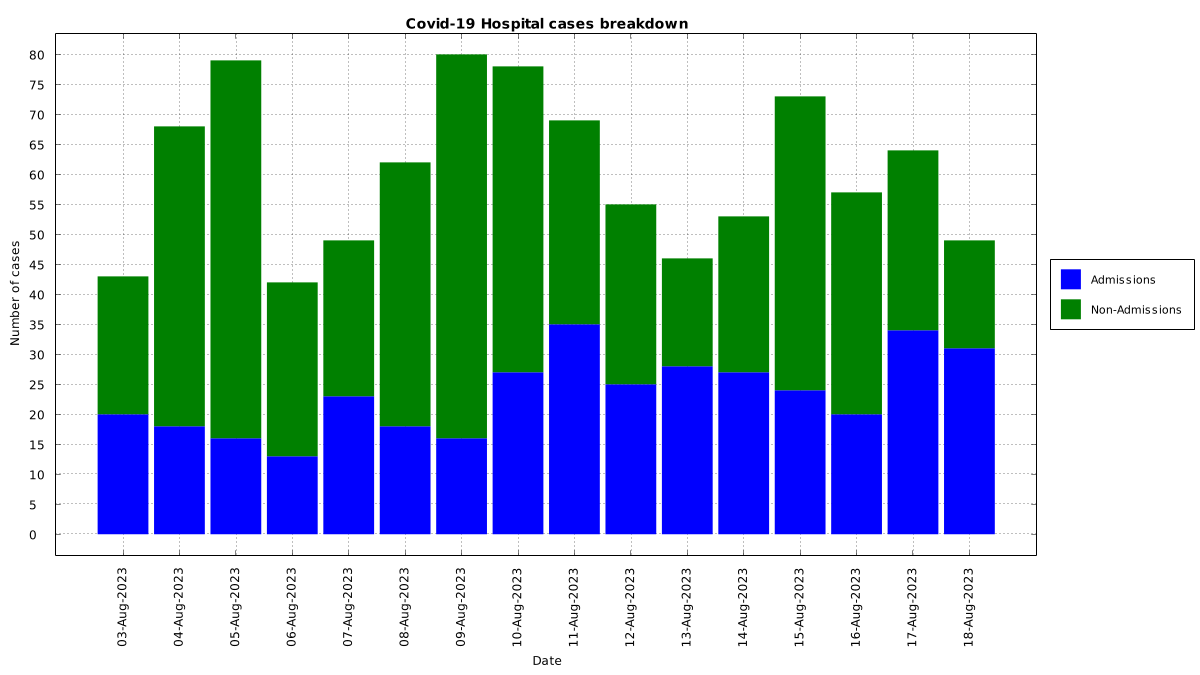 Covid-19 Hospital cases breakdown
80
75
70
65
60
55
50
45
40
35
30
25
20
15
10
5
0
Number of cases
03-Aug-2023
04-Aug-2023
05-Aug-2023
06-Aug-2023
07-Aug-2023
08-Aug-2023
09-Aug-2023
10-Aug-2023
11-Aug-2023
12-Aug-2023
13-Aug-2023
14-Aug-2023
15-Aug-2023
16-Aug-2023
17-Aug-2023
18-Aug-2023
Date
Admissions
Non-Admissions